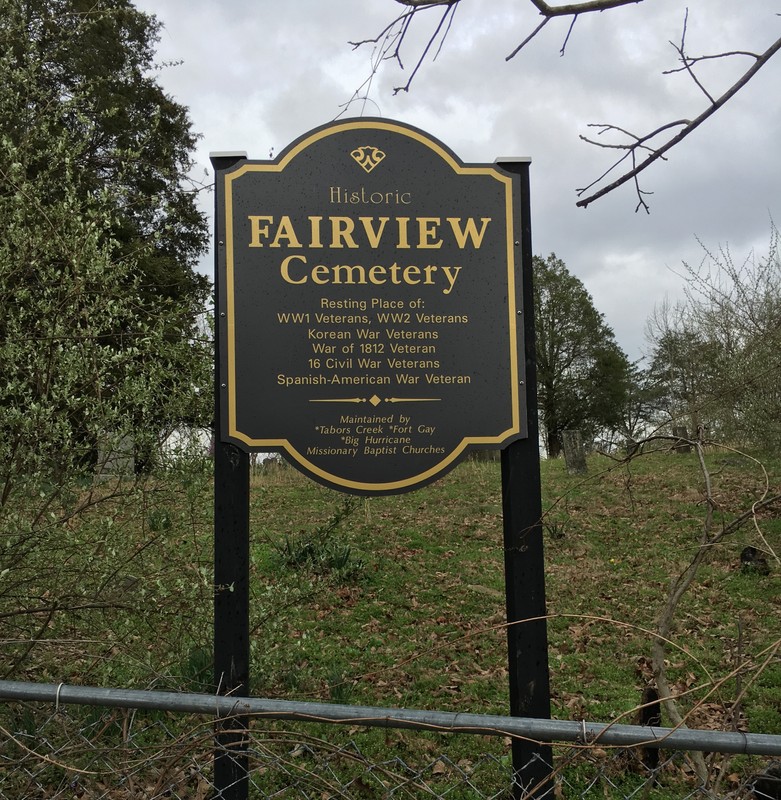 Historic
FAIRVIEW
Cemetery
Resting Place of:
WW1 Veterans, WW2 Veterans
Korean War Veterans
War of 1812 Veteran
16 Civil War Veterans
Spanish-American War Veteran
Maintained by
*Tabors Creek *Fort Gay
*Big Hurricane
Missionary Baptist Churches